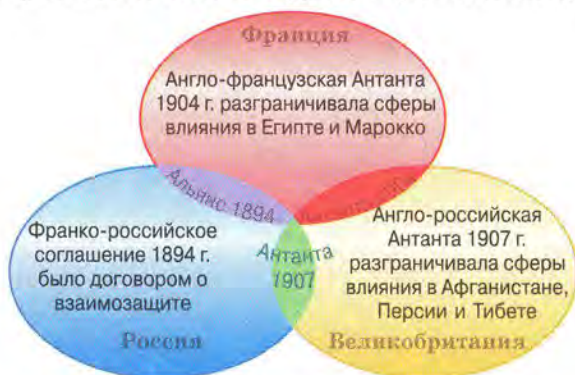 Франция
Англо-французская Антанта
1904 г. разграничивала сферы
влияния в Египте и Марокко
Альянс 1894
Франко-российское
соглашение 1894 г.
было договором о
взаимозащите
Россия
Антанта
1907
Англо-российская
Антанта 1907 г.
разграничивала сферы
влияния в Афганистане,
Персии и Тибете
Великобритания